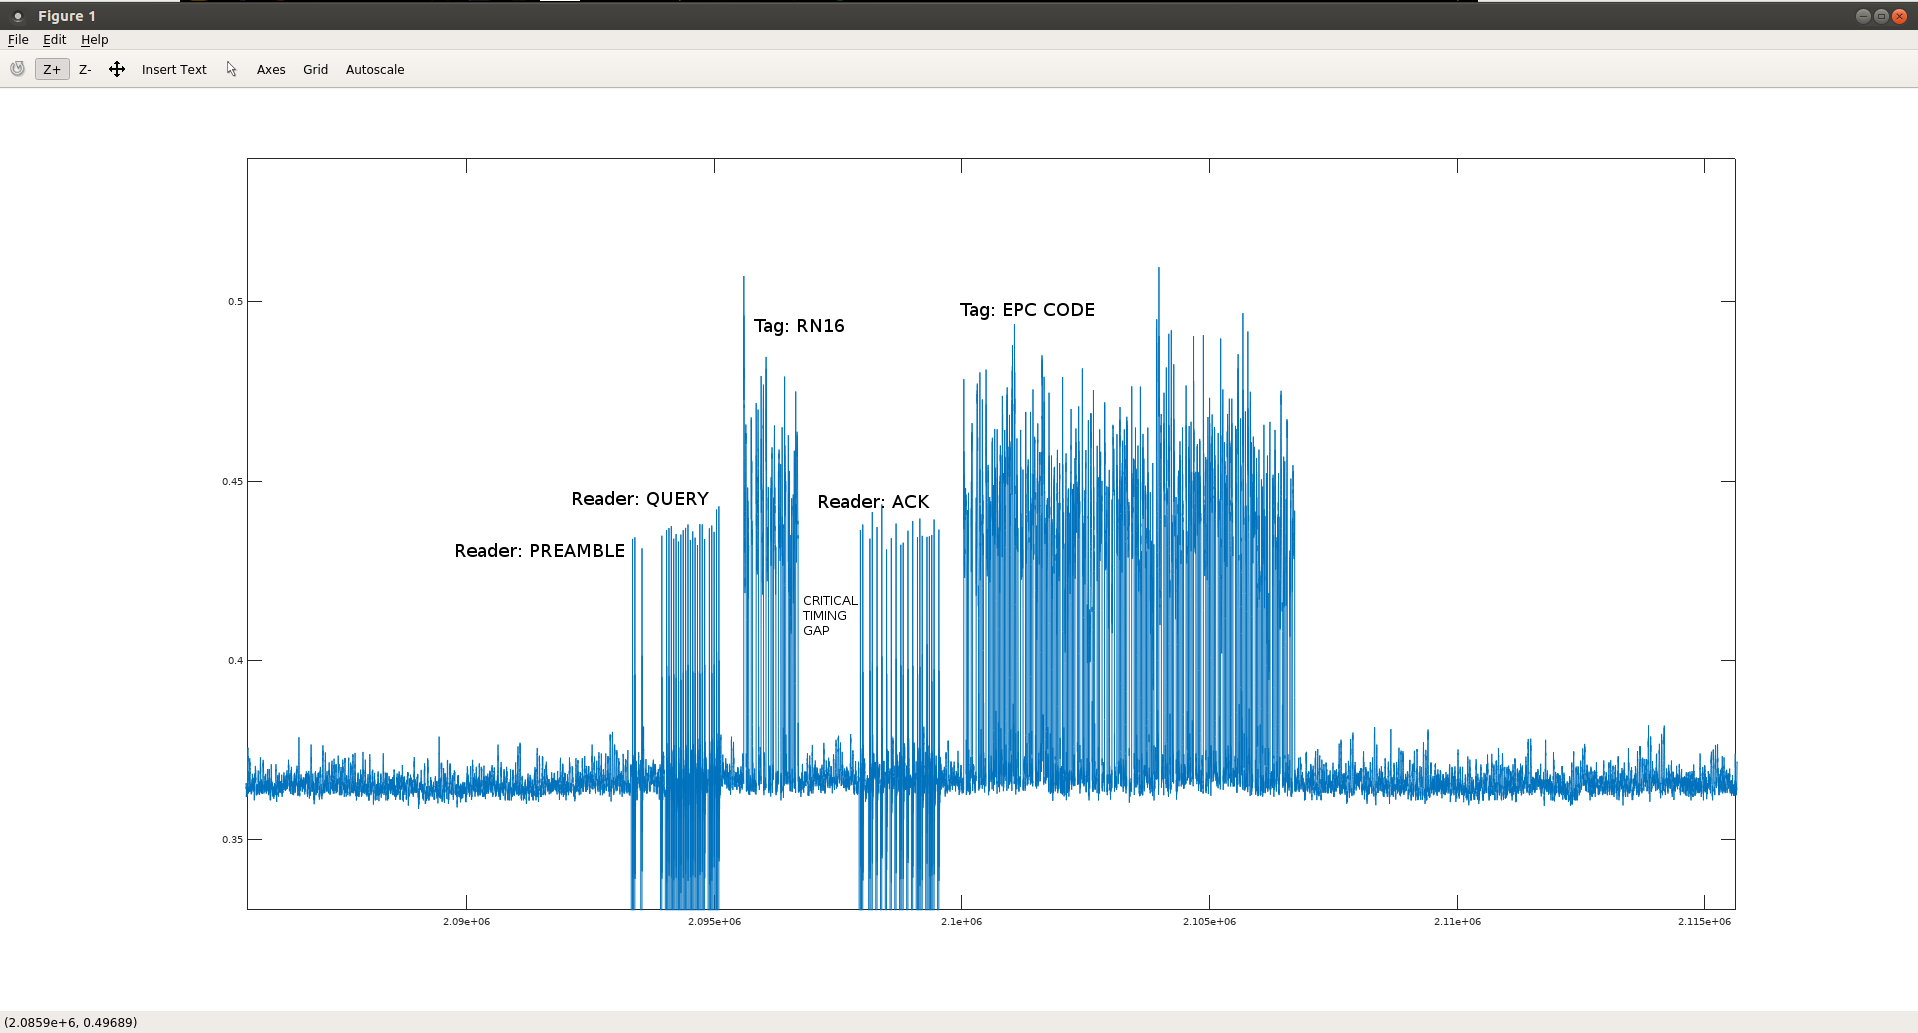 Figure 1
File Edit Help
Z+ Z- Insert Text Axes Grid Autoscale
0.5
Tag: EPC CODE
Tag: RN16
0.45
Reader: QUERY
Reader: ACK
Reader: PREAMBLE
CRITICAL
TIMING
GAP
0.4
0.35
2.09e+06 2.095e+06 2.1e+06 2.105e+06 2.11e+06 2.115e+06
(2.0859e+6, 0.49689)